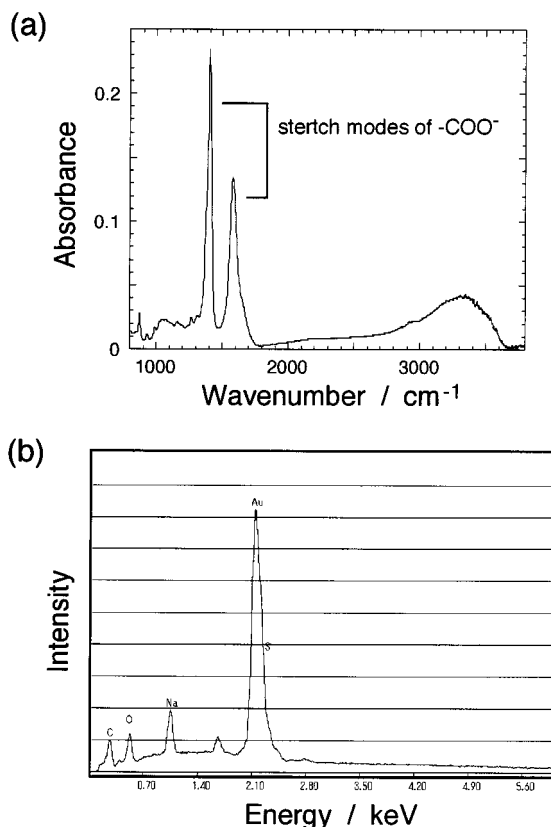 (a)
0.2
0.1
0
Absorbance
stertch modes of -COO⁻
1000 2000 3000
Wavenumber / cm⁻¹
(b)
Intensity
Au
S
Na
O
C
0.70 1.40 2.10 2.80 3.50 4.20 4.90 5.60
Energy / keV